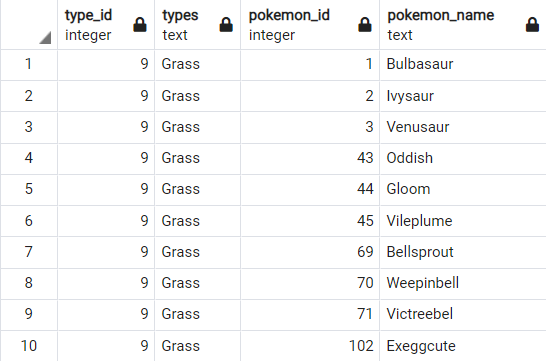 type_id types pokemon_id pokemon_name
integer text integer text
1 9 Grass 1 Bulbasaur
2 9 Grass 2 Ivysaur
3 9 Grass 3 Venusaur
4 9 Grass 43 Oddish
5 9 Grass 44 Gloom
6 9 Grass 45 Vileplume
7 9 Grass 69 Bellsprout
8 9 Grass 70 Weepinbell
9 9 Grass 71 Victreebel
10 9 Grass 102 Exeggcute